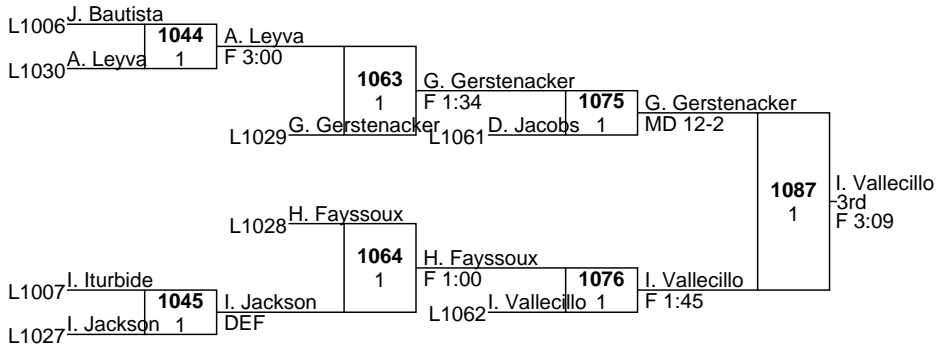 J. Bautista
L1006
1044
1
A. Leyva
F 3:00
L1030
A. Leyva
1063
1
G. Gerstenacker
F 1:34
L1029
G. Gerstenacker
1075
1
L1061
D. Jacobs
G. Gerstenacker
MD 12-2
1087
1
I. Vallecillo
3rd
F 3:09
L1028
H. Fayssoux
1064
1
H. Fayssoux
F 1:00
L1007
I. Iturbide
1045
1
L1027
I. Jackson
I. Jackson
DEF
1076
1
L1062
I. Vallecillo
I. Vallecillo
F 1:45